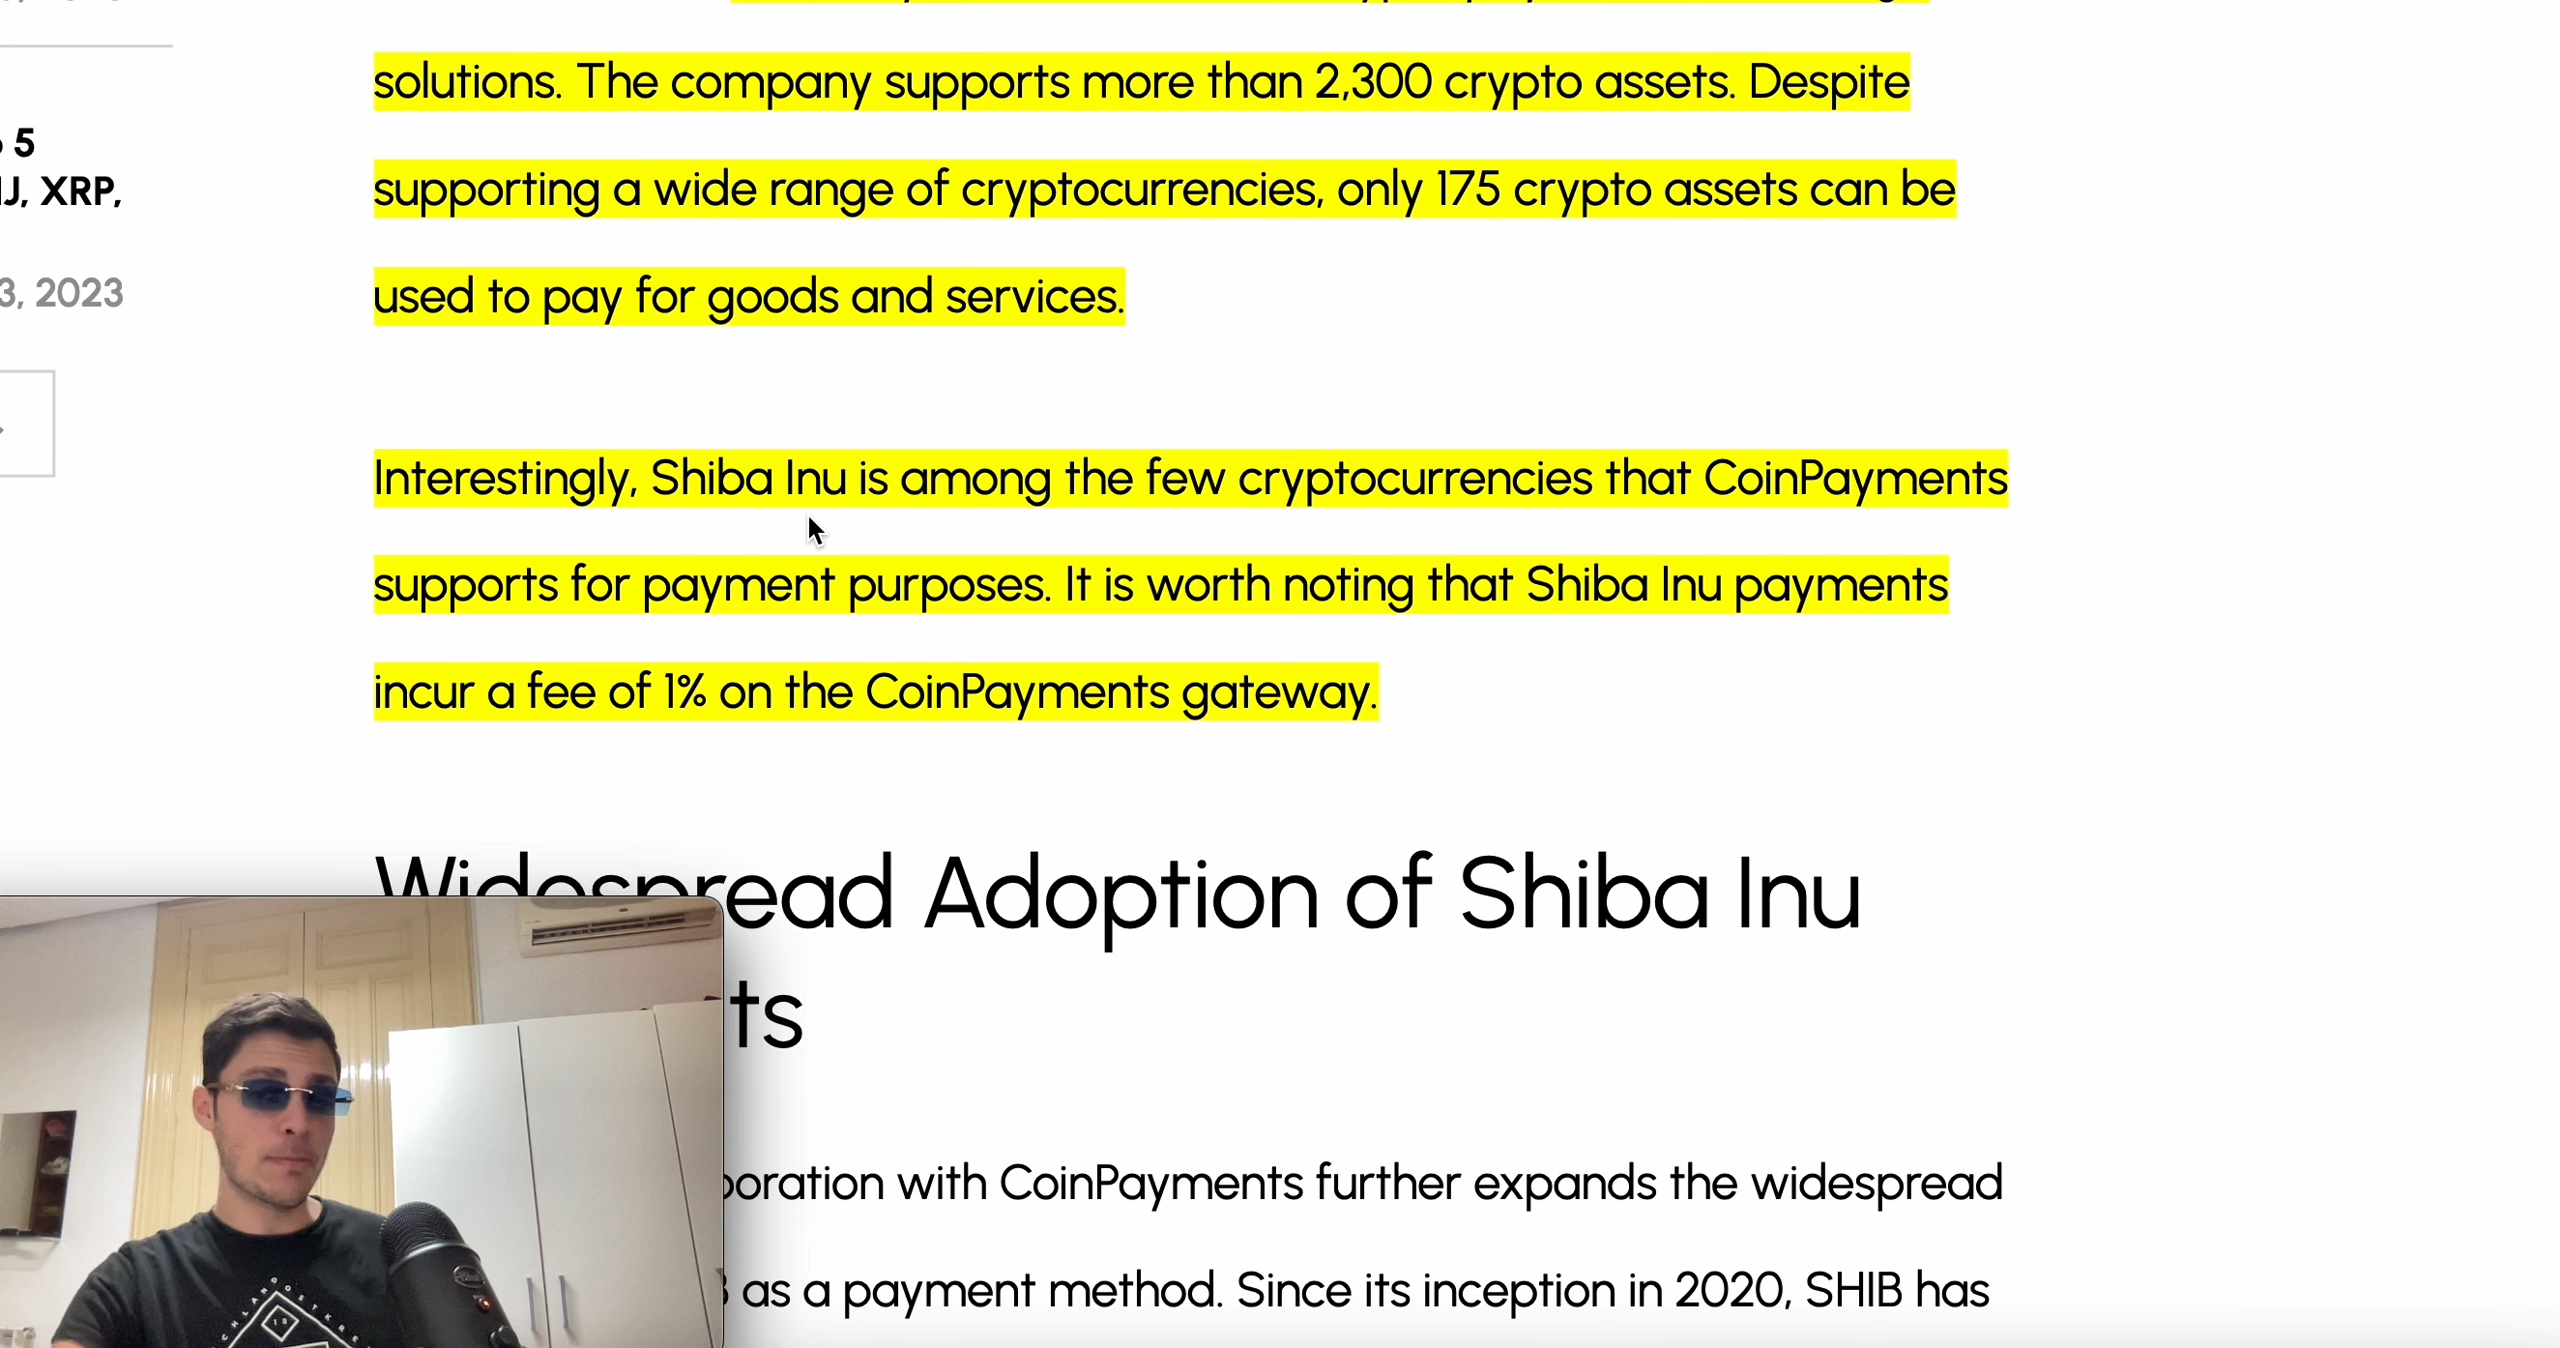 solutions. The company supports more than 2,300 crypto assets. Despite
supporting a wide range of cryptocurrencies, only 175 crypto assets can be
used to pay for goods and services.
Interestingly, Shiba Inu is among the few cryptocurrencies that CoinPayments
supports for payment purposes. It is worth noting that Shiba Inu payments
incur a fee of 1% on the CoinPayments gateway.
Widespread Adoption of Shiba Inu
ts
boration with CoinPayments further expands the widespread
as a payment method. Since its inception in 2020, SHIB has
5
XRP,
3, 2023